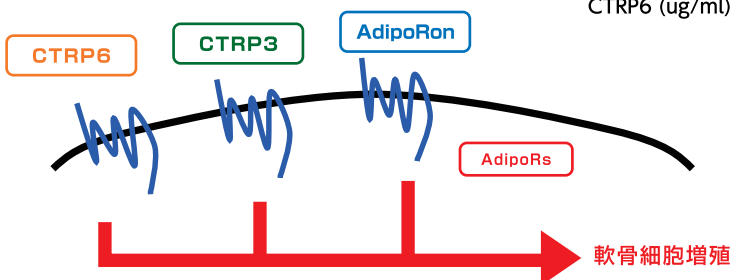 CTRP6 (ug/ml)
AdipoRon
CTRP3
CTRP6
AdipoRs
軟骨細胞増殖